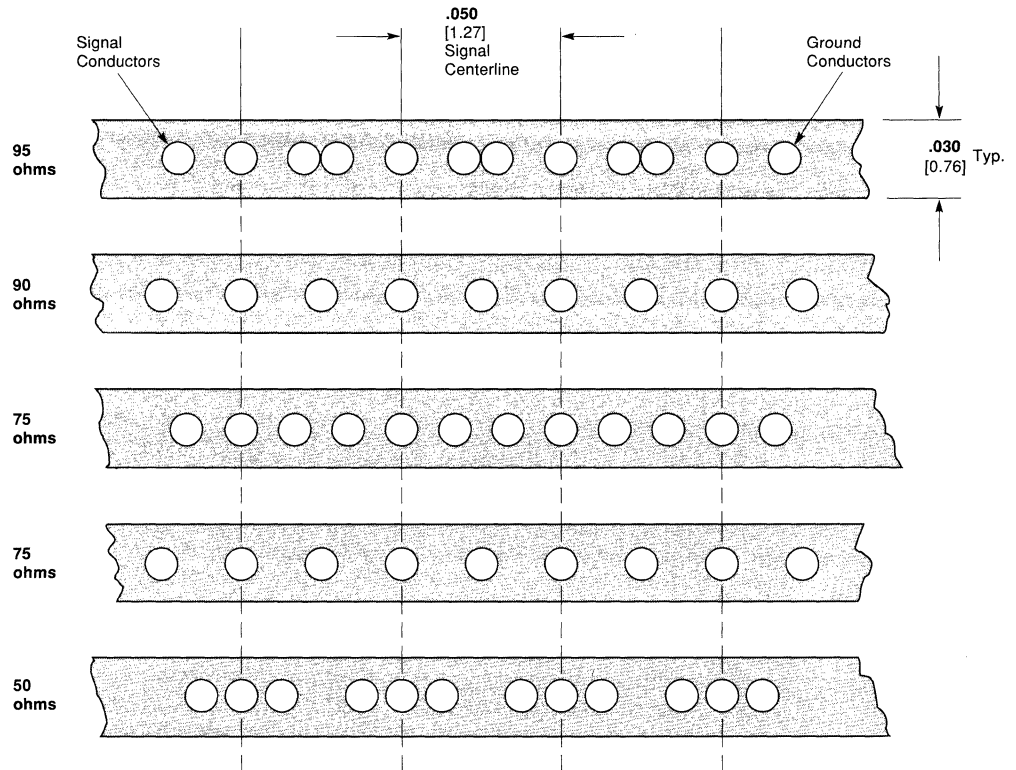 .050
[1.27]
Signal
Centerline
Signal
Conductors
Ground
Conductors
95
ohms
.030
[0.76]
Typ.
90
ohms
75
ohms
75
ohms
50
ohms